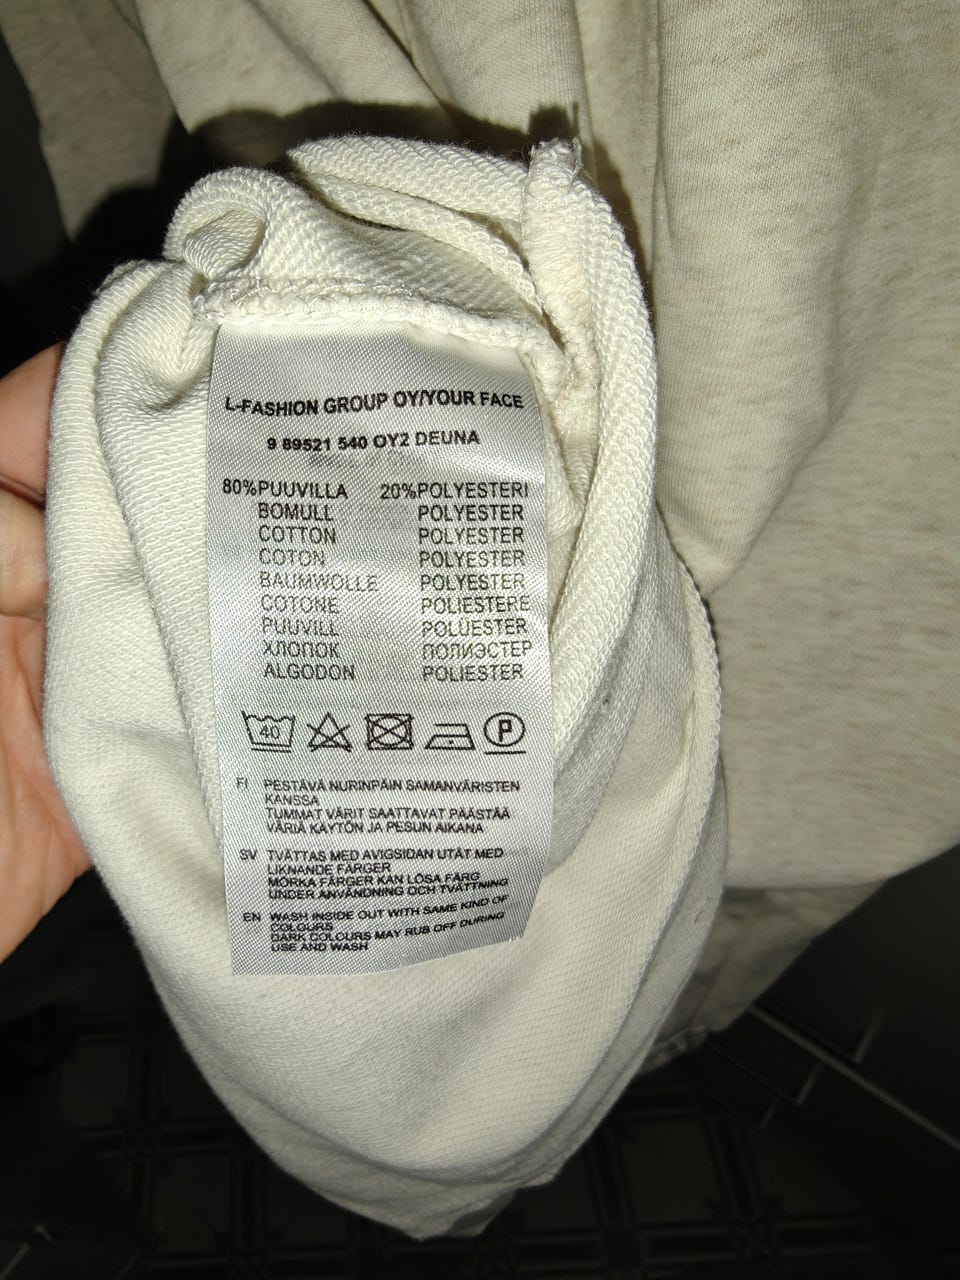 L-FASHION GROUP OY/YOUR FACE
9 89521 540 OY2 DEUNA
80%PUUVILLA 20%POLYESTERI
BOMULL POLYESTER
COTTON POLYESTER
COTON POLYESTER
BAUMWOLLE POLYESTER
COTONE POLIESTERE
PUUVILL POLÜESTER
ХЛОПОК ПОЛИЭСТЕР
ALGODON POLIESTER
40 P
FI PESTÄVÄ NURINPÄIN SAMANVÄRISTEN
KANSSA
TUMMAT VÄRIT SAATTAVAT PÄÄSTÄÄ
VÄRIÄ KÄYTÖN JA PESUN AIKANA
SV TVÄTTAS MED AVIGSIDAN UTÅT MED
LIKNANDE FÄRGER
MÖRKA FÄRGER KAN LÖSA FÄRG
UNDER ANVÄNDNING OCH TVÄTTNING
EN WASH INSIDE OUT WITH SAME KIND OF
COLOURS
DARK COLOURS MAY RUB OFF DURING
USE AND WASH